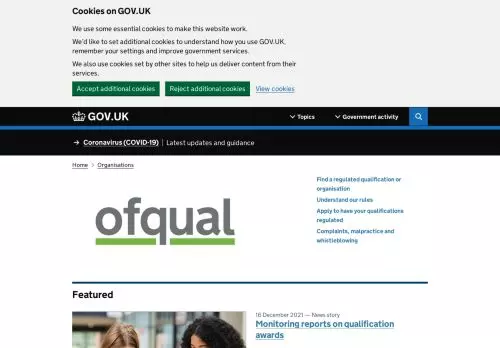 Cookies on GOV.UK
We use some essential cookies to make this website work.
We'd like to set additional cookies to understand how you use GOV.UK,
remember your settings and improve government services.
We also use cookies set by other sites to help us deliver content from their
services.
Accept additional cookies
Reject additional cookies
View cookies
GOV.UK
Topics
Government activity
→ Coronavirus (COVID-19) | Latest updates and guidance
Home > Organisations
ofqual
Find a regulated qualification or
organisation
Understand our rules
Apply to have your qualifications
regulated
Complaints, malpractice and
whistleblowing
Featured
16 December 2021 — News story
Monitoring reports on qualification
awards